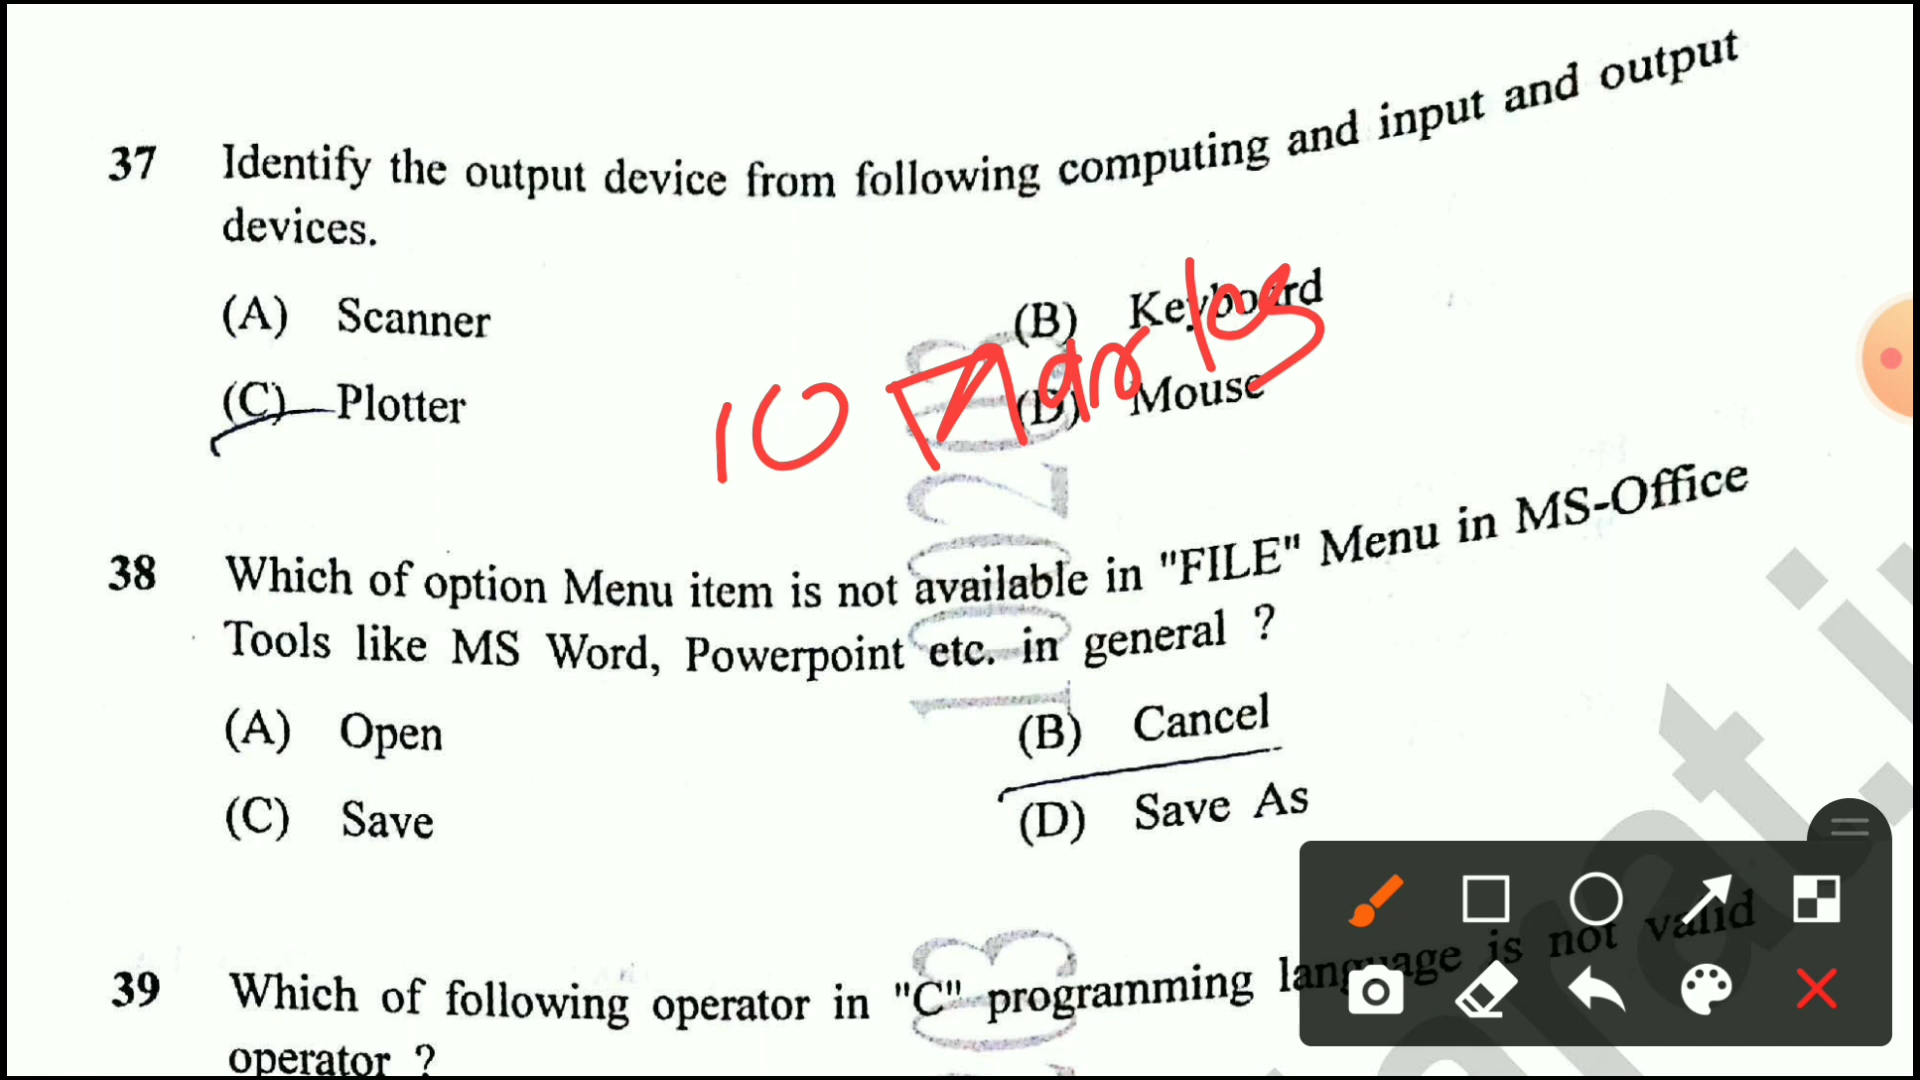 37 Identify the output device from following computing and input and output
devices.
(A) Scanner (B) Keyboard
(C) Plotter (D) Mouse
10 Marks
38 Which of option Menu item is not available in "FILE" Menu in MS-Office
Tools like MS Word, Powerpoint etc. in general ?
(A) Open (B) Cancel
(C) Save (D) Save As
39 Which of following operator in "C" programming language is not valid
operator ?